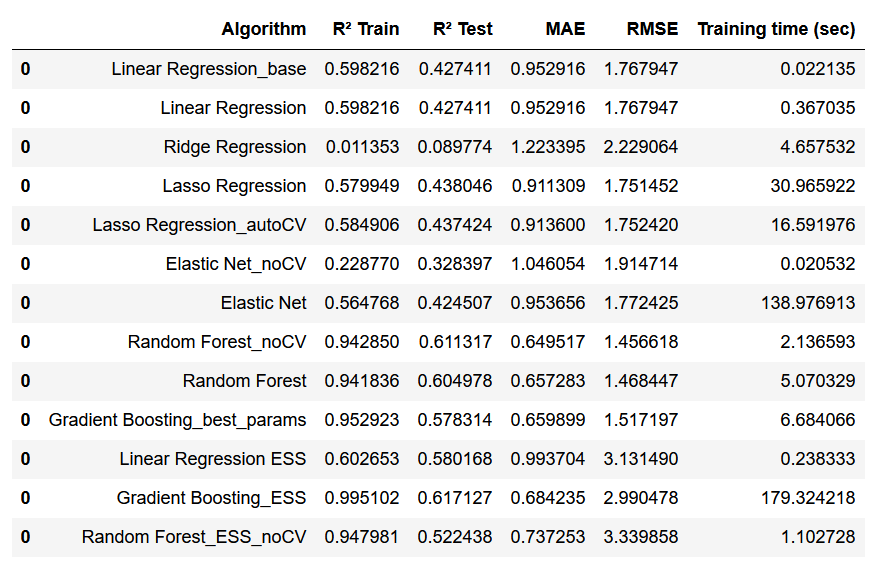 Algorithm R² Train R² Test MAE RMSE Training time (sec)
0 Linear Regression_base 0.598216 0.427411 0.952916 1.767947 0.022135
0 Linear Regression 0.598216 0.427411 0.952916 1.767947 0.367035
0 Ridge Regression 0.011353 0.089774 1.223395 2.229064 4.657532
0 Lasso Regression 0.579949 0.438046 0.911309 1.751452 30.965922
0 Lasso Regression_autoCV 0.584906 0.437424 0.913600 1.752420 16.591976
0 Elastic Net_noCV 0.228770 0.328397 1.046054 1.914714 0.020532
0 Elastic Net 0.564768 0.424507 0.953656 1.772425 138.976913
0 Random Forest_noCV 0.942850 0.611317 0.649517 1.456618 2.136593
0 Random Forest 0.941836 0.604978 0.657283 1.468447 5.070329
0 Gradient Boosting_best_params 0.952923 0.578314 0.659899 1.517197 6.684066
0 Linear Regression ESS 0.602653 0.580168 0.993704 3.131490 0.238333
0 Gradient Boosting_ESS 0.995102 0.617127 0.684235 2.990478 179.324218
0 Random Forest_ESS_noCV 0.947981 0.522438 0.737253 3.339858 1.102728